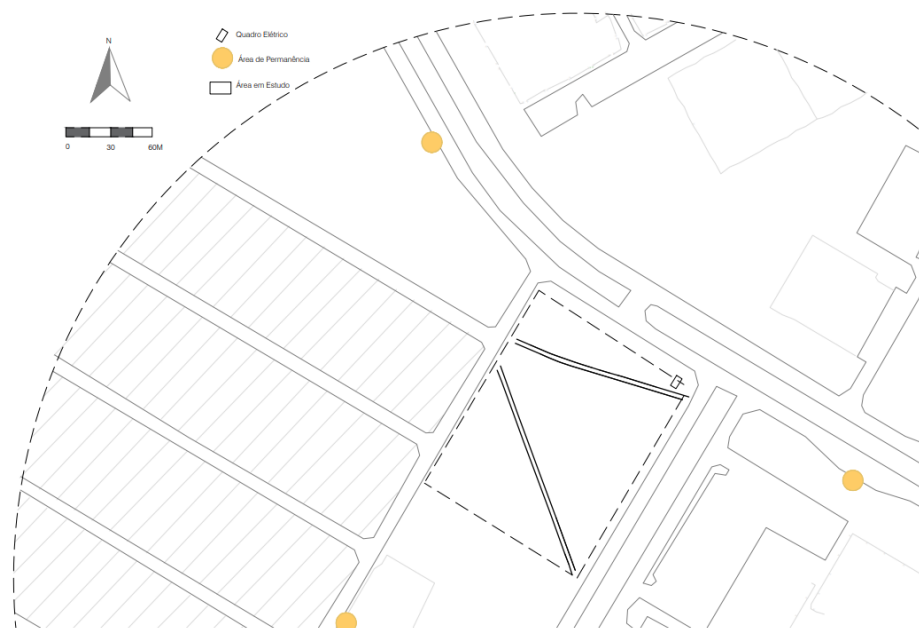 N
Quadro Elétrico
Área de Permanência
Área em Estudo
0 30 60M